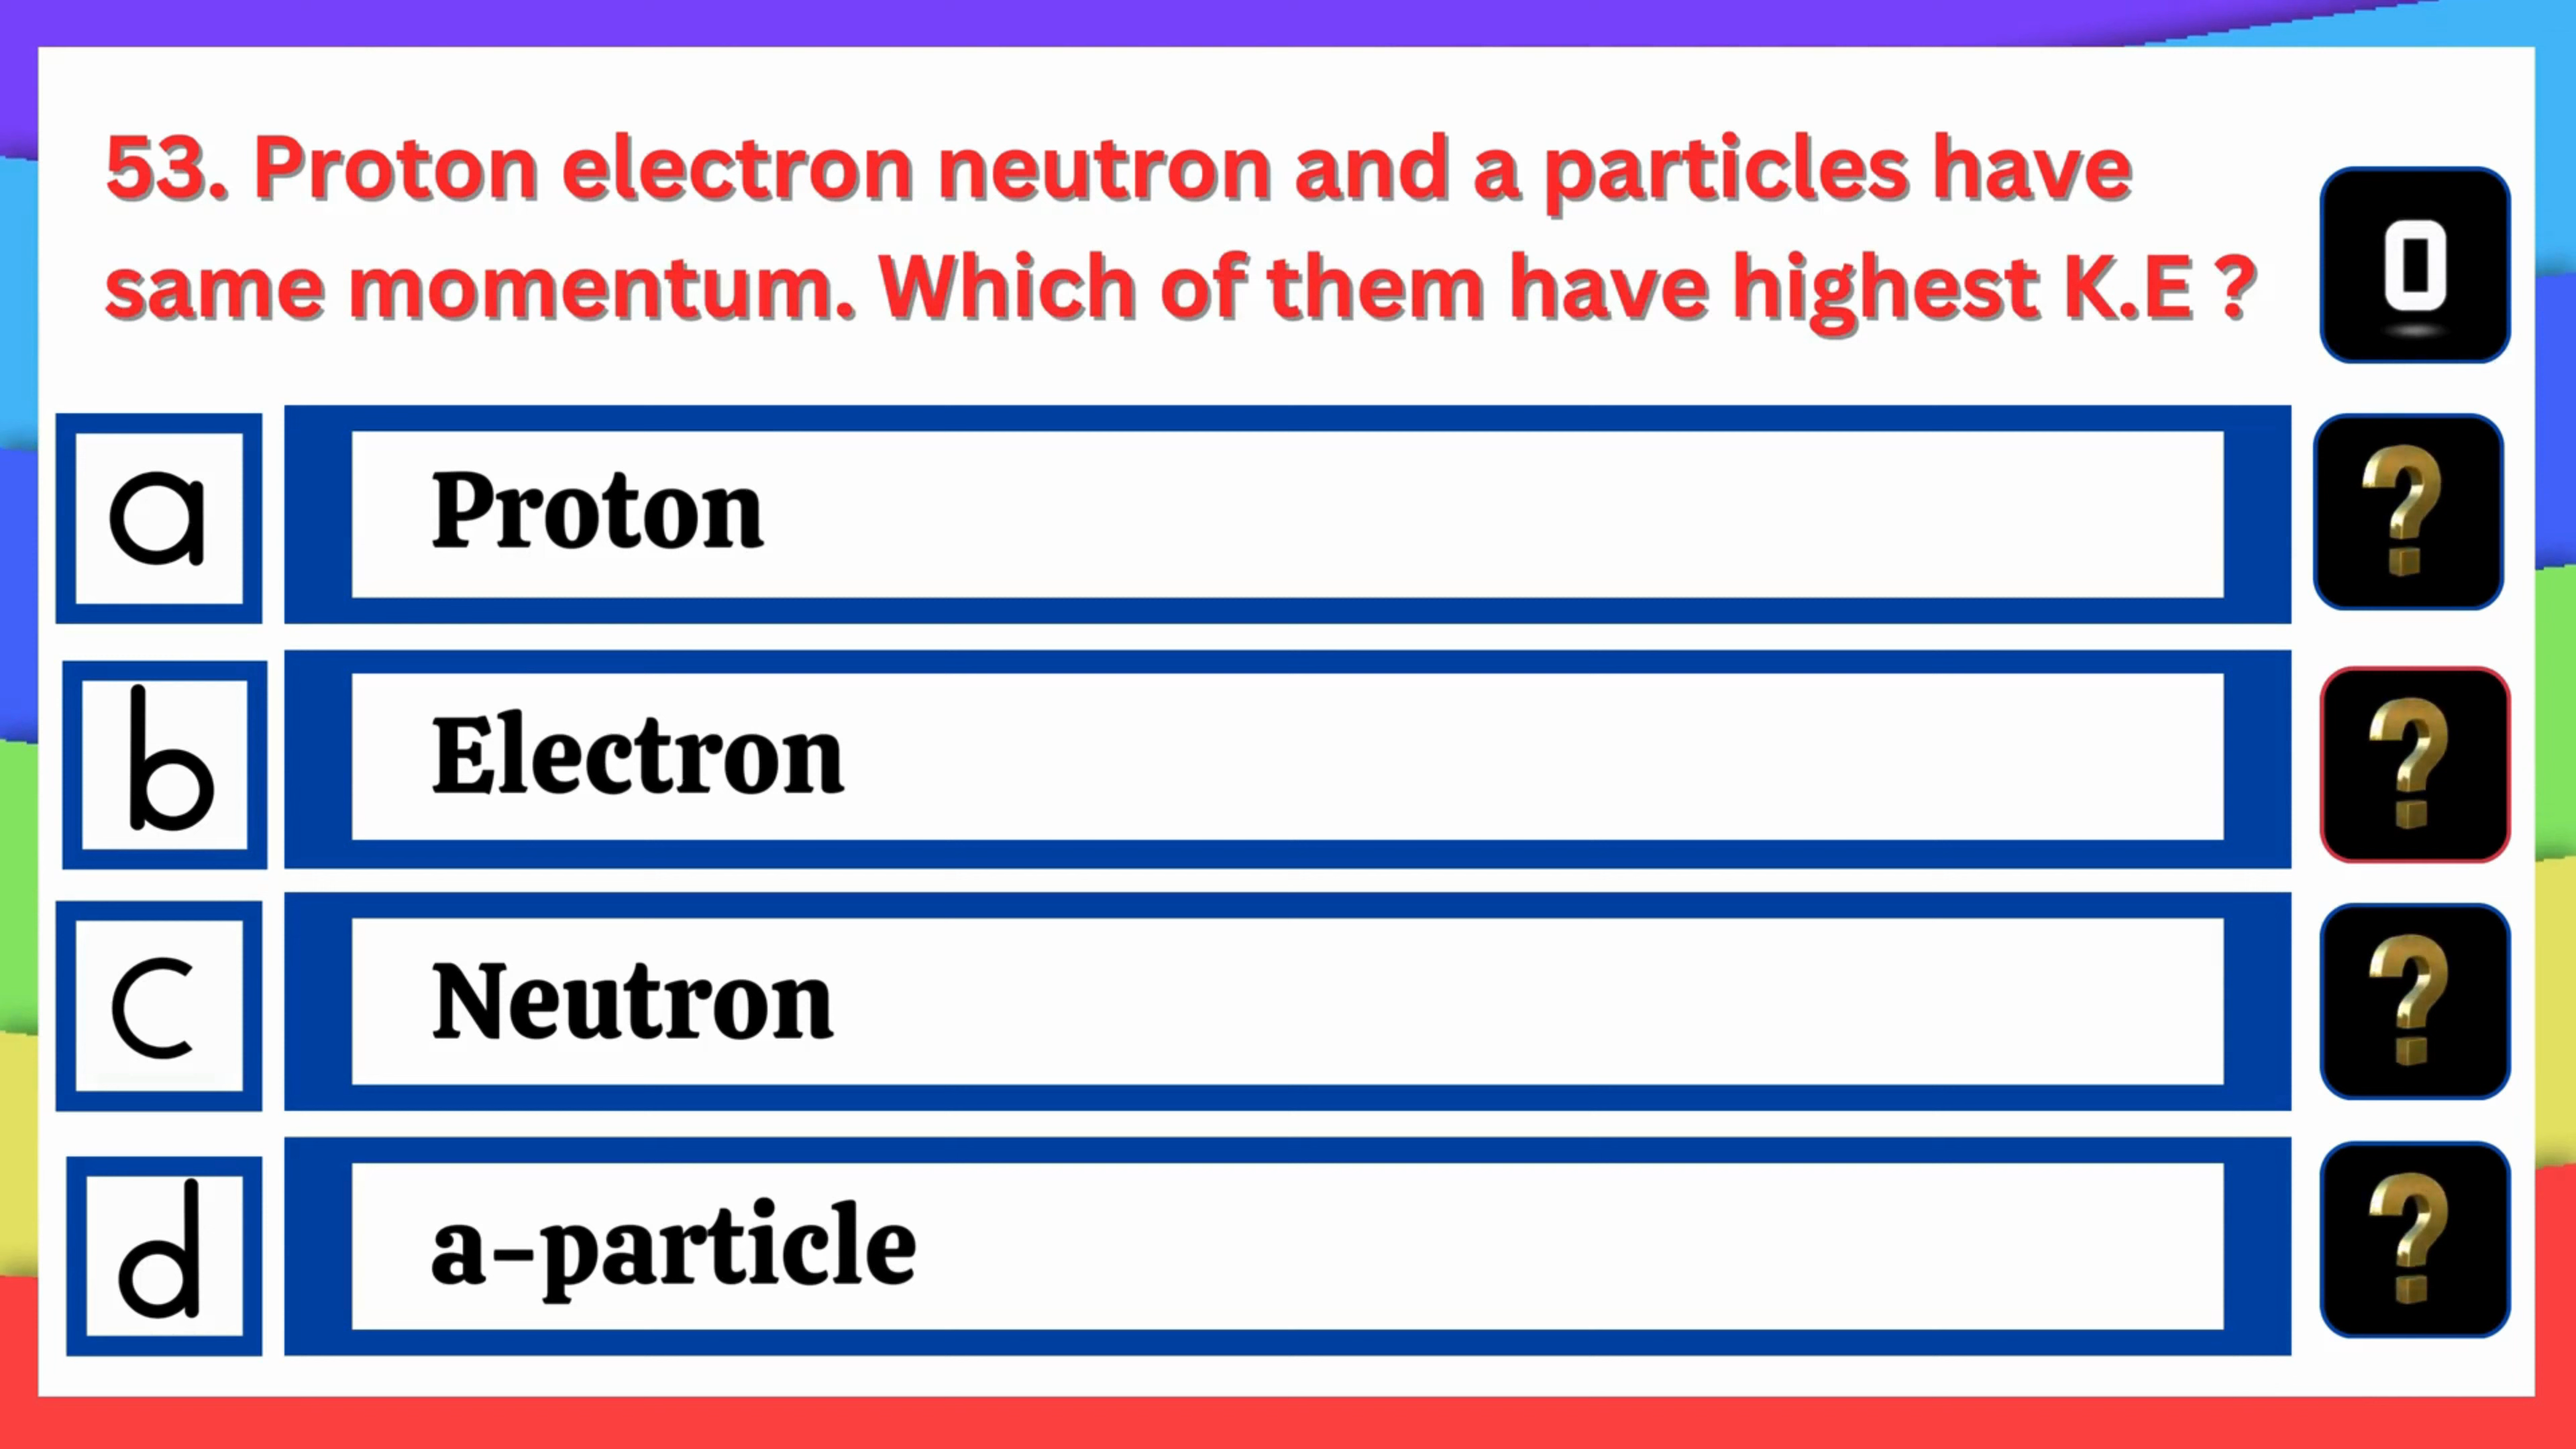 53. Proton electron neutron and a particles have
same momentum. Which of them have highest K.E ?
0
a
Proton
?
b
Electron
?
c
Neutron
?
d
a-particle
?